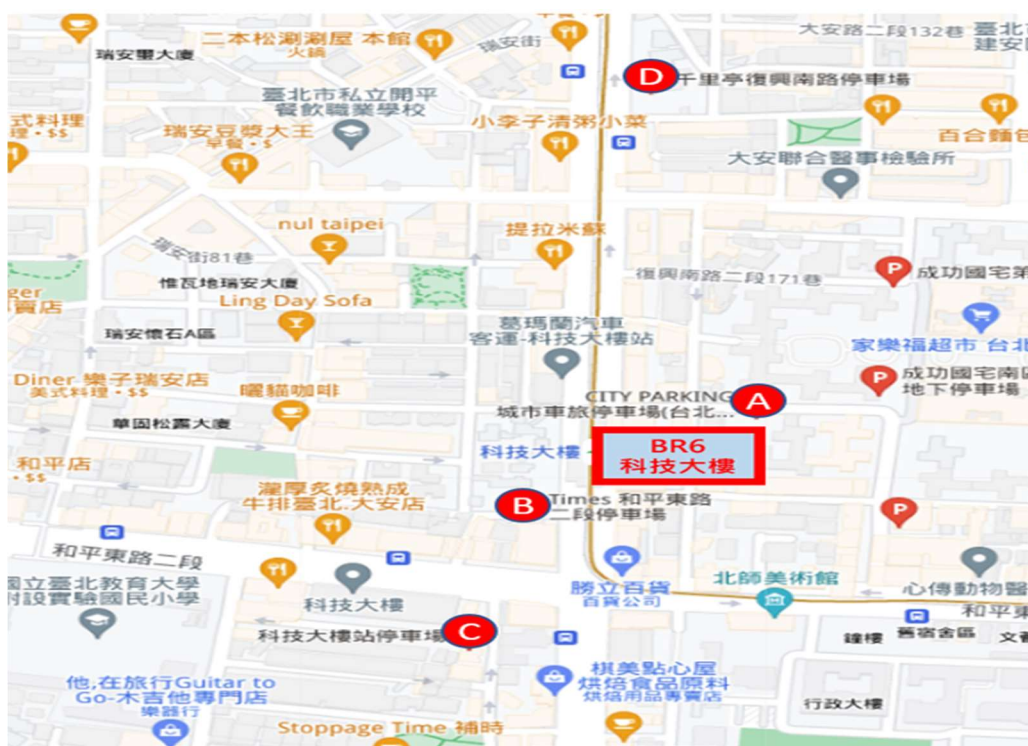 二本松涮涮屋 本館
火鍋
瑞安街
大安路二段132巷
瑞安璽大廈
D
千里亭復興南路停車場
臺北市私立開平
餐飲職業學校
瑞安豆漿大王
早餐・$
小李子清粥小菜
式料理
百合麵包
大安聯合醫事檢驗所
nul taipei
提拉米蘇
瑞安街81巷
復興南路二段171巷
P
成功國宅第
惟瓦地瑞安大廈
Ling Day Sofa
葛瑪蘭汽車
客運-科技大樓站
瑞安懷石A區
家樂福超市 台北
Diner 樂子瑞安店
美式料理・$$
曬貓咖啡
CITY PARKING
城市車旅停車場(台北...
A
P
成功國宅南區
地下停車場
華固松露大廈
科技大樓
BR6
科技大樓
和平店
・$$
瀧厚炙燒熟成
牛排臺北.大安店
B
Times 和平東路
二段停車場
P
和平東路二段
勝立百貨
百貨公司
北師美術館
心傳動物醫
國立臺北教育大學
附設實驗國民小學
科技大樓
和平東
科技大樓站停車場
C
鐘樓
舊宿舍區
文薈
他,在旅行Guitar to
Go-木吉他專門店
樂器行
棋美點心屋
烘焙食品原料
烘焙用品專賣店
行政大樓
Stoppage Time 補時